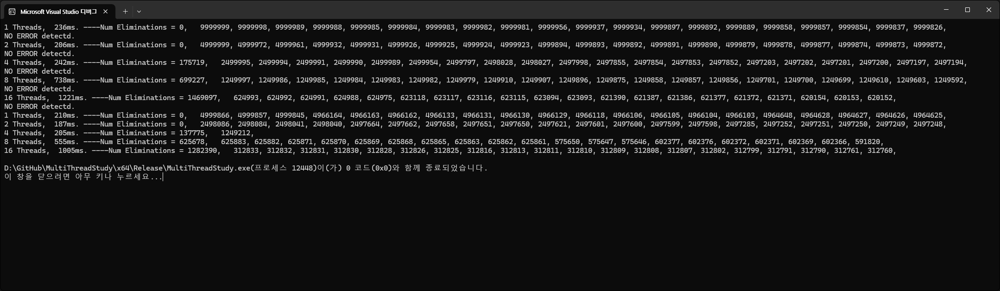 Microsoft Visual Studio 디버그
1 Threads,  236ms. ----Num Eliminations = 0,   9999999, 9999998, 9999989, 9999988, 9999985, 9999984, 9999983, 9999982, 9999981, 9999956, 9999937, 9999934, 9999897, 9999892, 9999889, 9999858, 9999857, 9999854, 9999837, 9999826,
NO ERROR detectd.
2 Threads,  206ms. ----Num Eliminations = 0,   4999999, 4999972, 4999961, 4999932, 4999931, 4999926, 4999925, 4999924, 4999923, 4999894, 4999893, 4999892, 4999891, 4999890, 4999879, 4999878, 4999877, 4999874, 4999873, 4999872,
NO ERROR detectd.
4 Threads,  242ms. ----Num Eliminations = 175719,   2499995, 2499994, 2499991, 2499990, 2499989, 2499954, 2499797, 2498028, 2498027, 2497998, 2497855, 2497854, 2497853, 2497852, 2497203, 2497202, 2497201, 2497200, 2497197, 2497194,
NO ERROR detectd.
8 Threads,  738ms. ----Num Eliminations = 699227,   1249997, 1249986, 1249985, 1249984, 1249983, 1249982, 1249979, 1249910, 1249907, 1249896, 1249875, 1249858, 1249857, 1249856, 1249701, 1249700, 1249699, 1249610, 1249603, 1249592,
NO ERROR detectd.
16 Threads,  1221ms. ----Num Eliminations = 1469097,   624993, 624992, 624991, 624988, 624975, 623118, 623117, 623116, 623115, 623094, 623093, 621390, 621387, 621386, 621377, 621372, 621371, 620154, 620153, 620152,
NO ERROR detectd.
1 Threads,  210ms. ----Num Eliminations = 0,   4999866, 4999857, 4999845, 4966164, 4966163, 4966162, 4966133, 4966131, 4966130, 4966129, 4966118, 4966106, 4966105, 4966104, 4966103, 4964648, 4964628, 4964627, 4964626, 4964625,
2 Threads,  187ms. ----Num Eliminations = 0,   2498086, 2498084, 2498041, 2498040, 2497664, 2497662, 2497658, 2497651, 2497650, 2497621, 2497601, 2497600, 2497599, 2497598, 2497285, 2497252, 2497251, 2497250, 2497249, 2497248,
4 Threads,  205ms. ----Num Eliminations = 137775,   1249212,
8 Threads,  555ms. ----Num Eliminations = 625678,   625883, 625882, 625871, 625870, 625869, 625868, 625865, 625863, 625862, 625861, 575650, 575647, 575646, 602377, 602376, 602372, 602371, 602369, 602366, 591820,
16 Threads,  1005ms. ----Num Eliminations = 1282390,   312833, 312832, 312831, 312830, 312828, 312826, 312825, 312816, 312813, 312811, 312810, 312809, 312808, 312807, 312802, 312799, 312791, 312790, 312761, 312760,
D:\GitHub\MultiThreadStudy\x64\Release\MultiThreadStudy.exe(프로세스 12448)이(가) 0 코드(0x0)와 함께 종료되었습니다.
이 창을 닫으려면 아무 키나 누르세요...